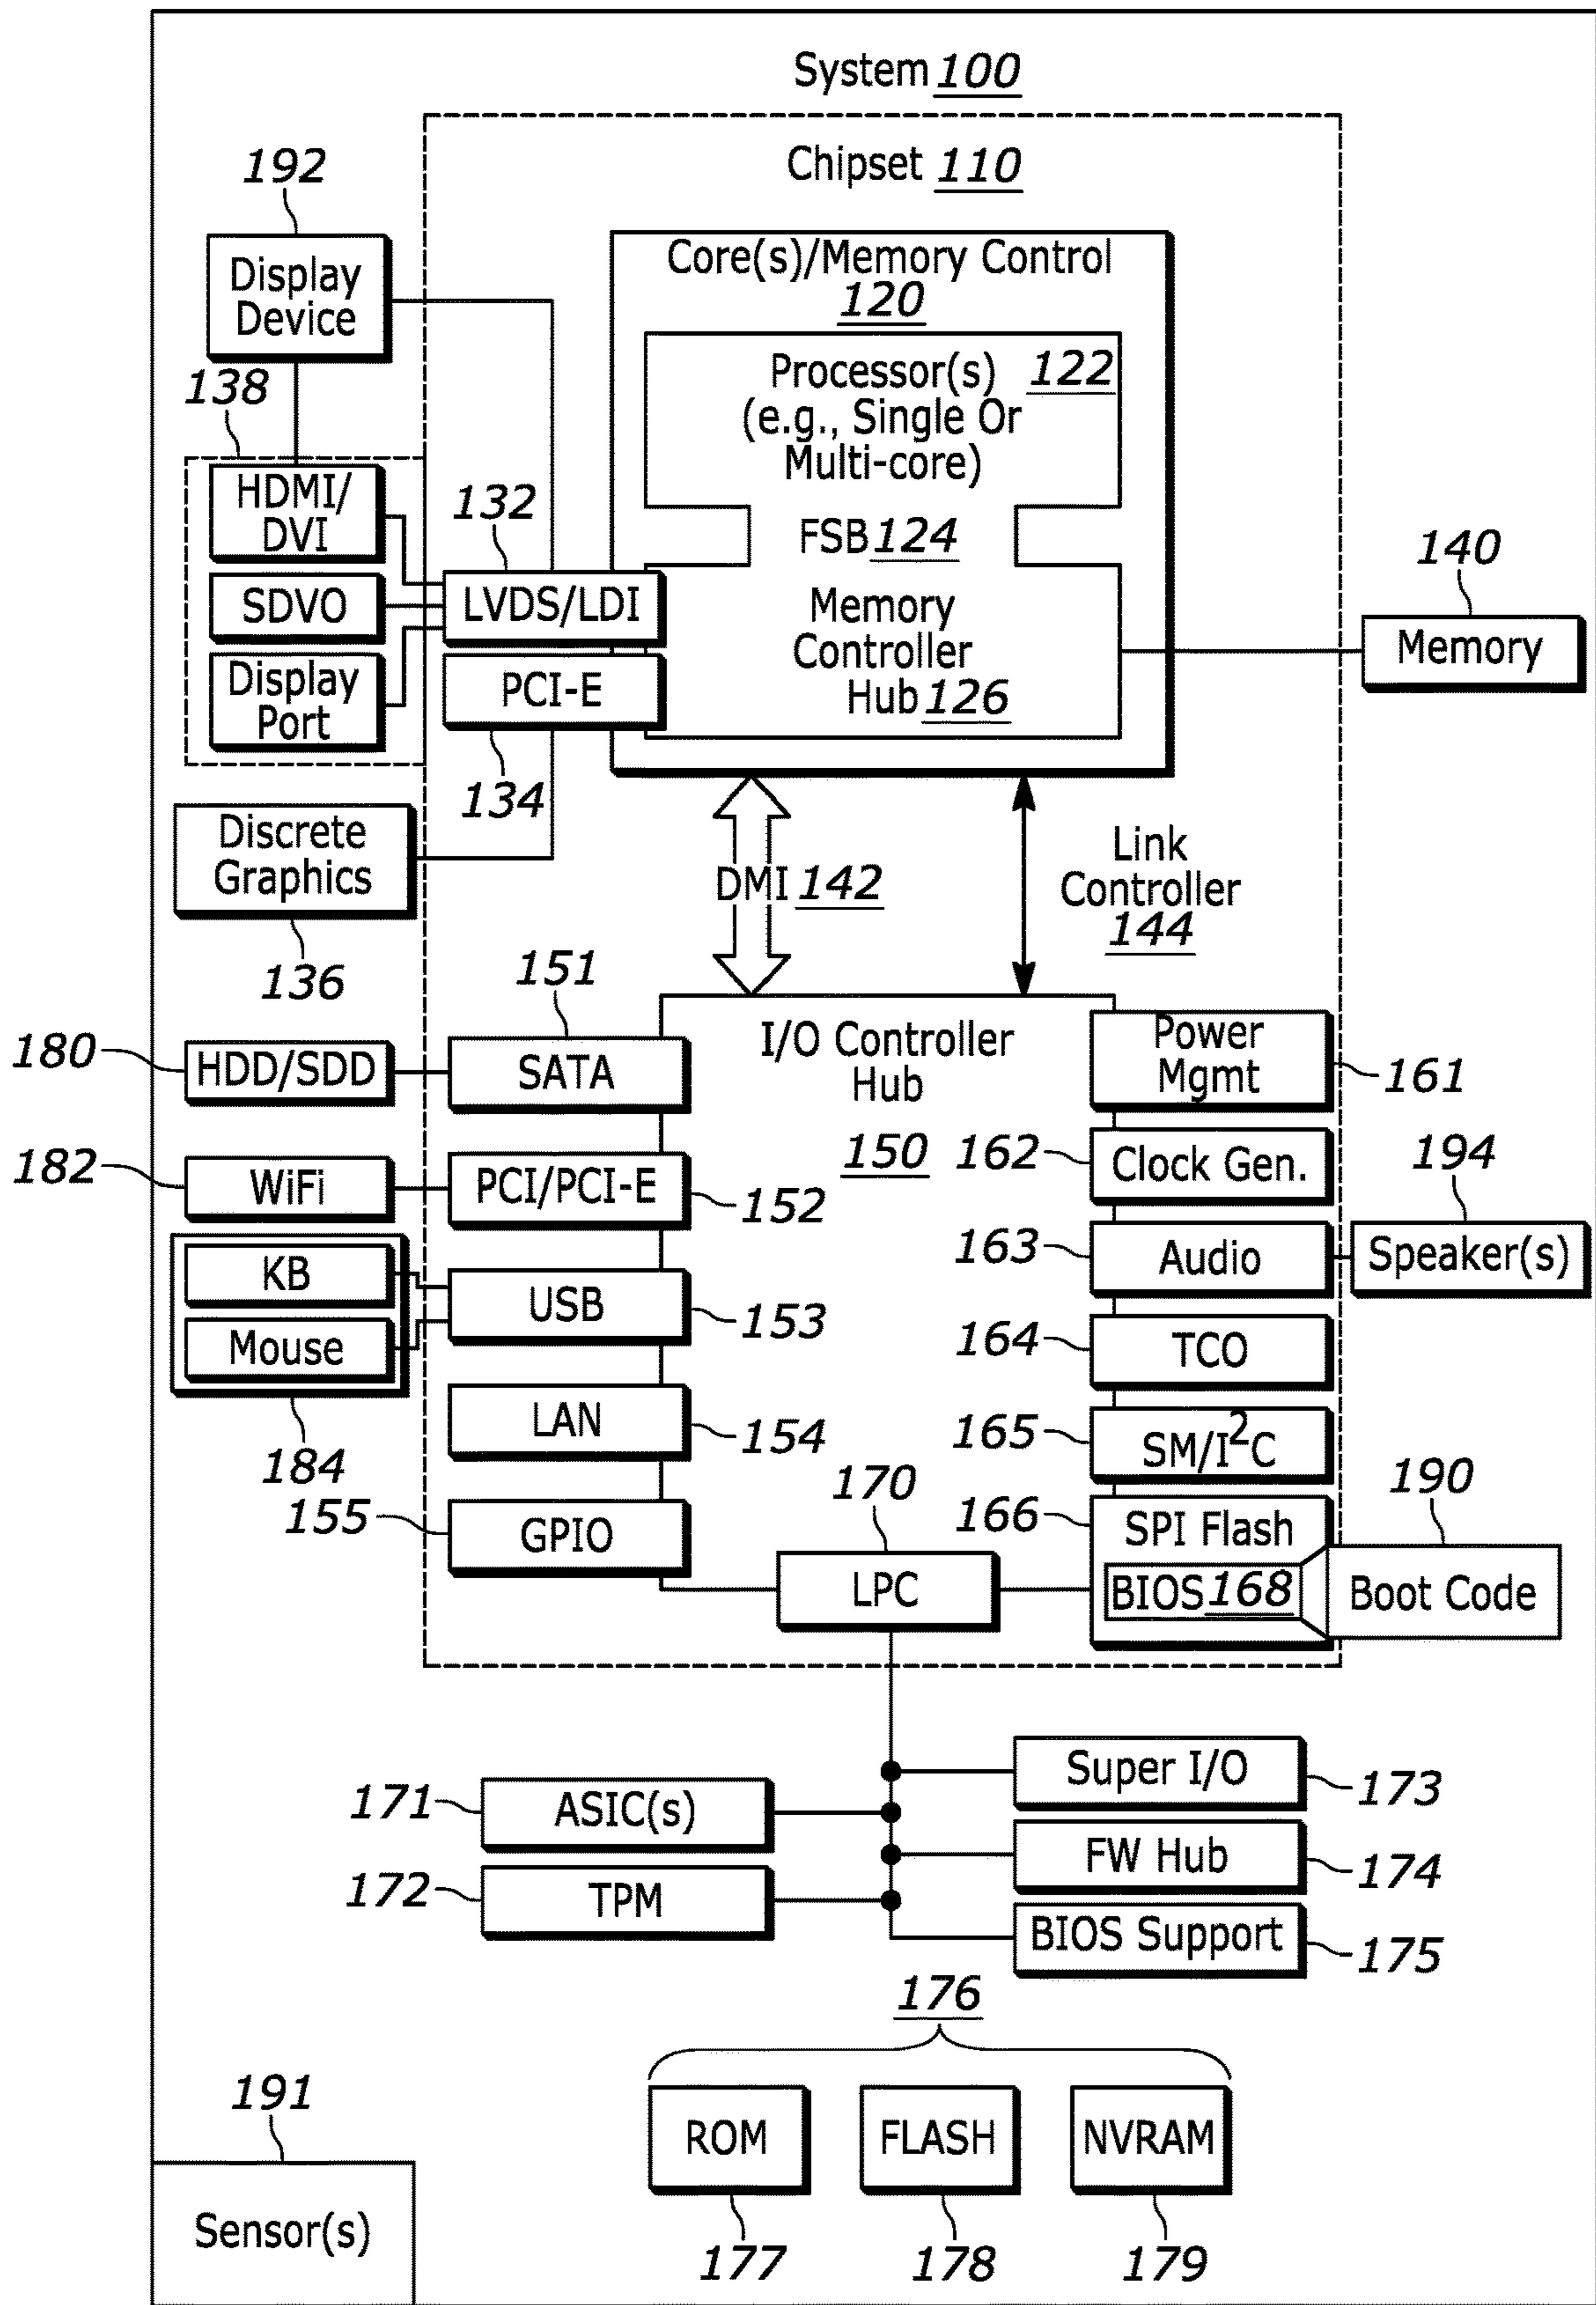 System 100
Chipset 110
192
Display
Device
Core(s)/Memory Control
120
Processor(s) 122
(e.g., Single Or
Multi-core)
138
HDMI/
DVI
132
FSB 124
140
SDVO
LVDS/LDI
Memory
Controller
Hub 126
Memory
Display
Port
PCI-E
134
Discrete
Graphics
136
DMI 142
Link
Controller
144
151
180
HDD/SDD
SATA
I/O Controller
Hub
150
Power
Mgmt
161
182
WiFi
PCI/PCI-E
152
162
Clock Gen.
194
KB
Mouse
184
USB
153
163
Audio
Speaker(s)
164
TCO
LAN
154
165
SM/I²C
155
GPIO
170
LPC
166
SPI Flash
BIOS 168
190
Boot Code
171
ASIC(s)
Super I/O
173
172
TPM
FW Hub
174
BIOS Support
175
176
191
Sensor(s)
ROM
FLASH
NVRAM
177
178
179